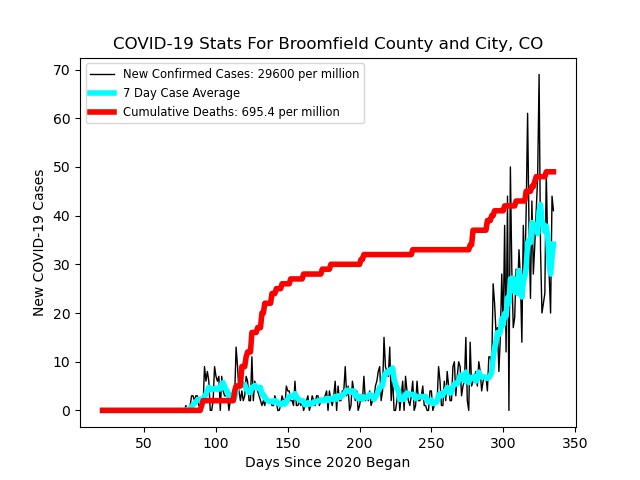 COVID-19 Stats For Broomfield County and City, CO
New Confirmed Cases: 29600 per million
7 Day Case Average
Cumulative Deaths: 695.4 per million
New COVID-19 Cases
70
60
50
40
30
20
10
0
50
100
150
200
250
300
350
Days Since 2020 Began